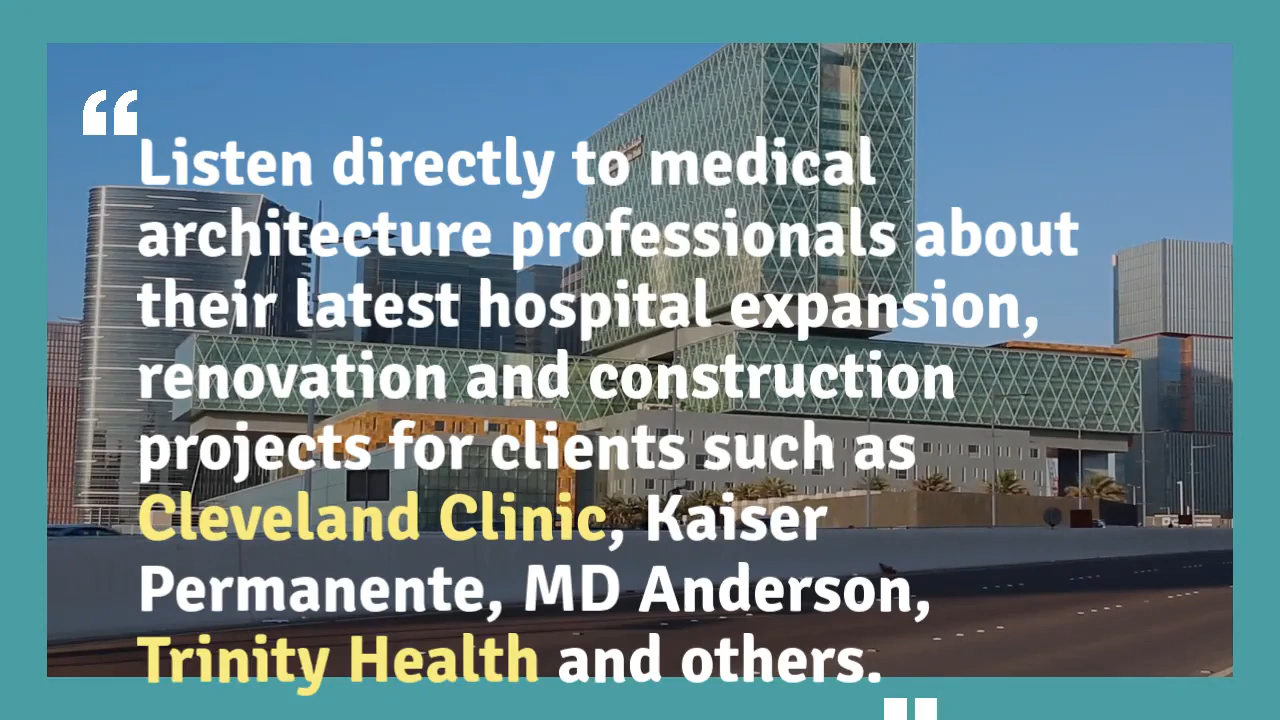 “
Listen directly to medical
architecture professionals about
their latest hospital expansion,
renovation and construction
projects for clients such as
Cleveland Clinic, Kaiser
Permanente, MD Anderson,
Trinity Health and others.